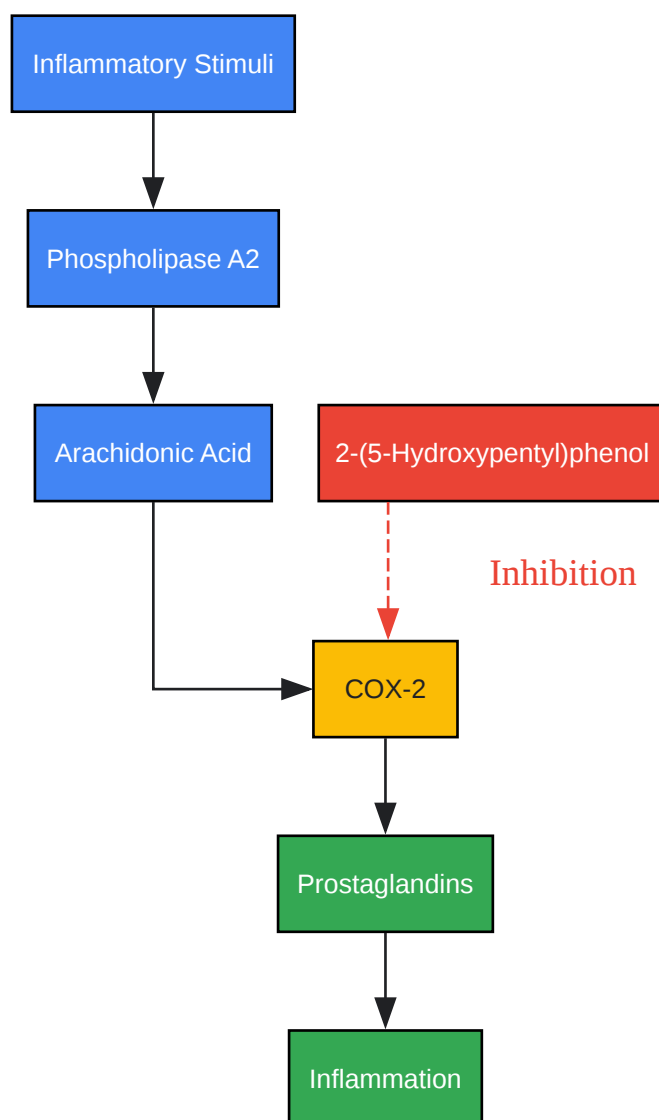 Inflammatory Stimuli
Phospholipase A2
Arachidonic Acid
2-(5-Hydroxypentyl)phenol
Inhibition
COX-2
Prostaglandins
Inflammation